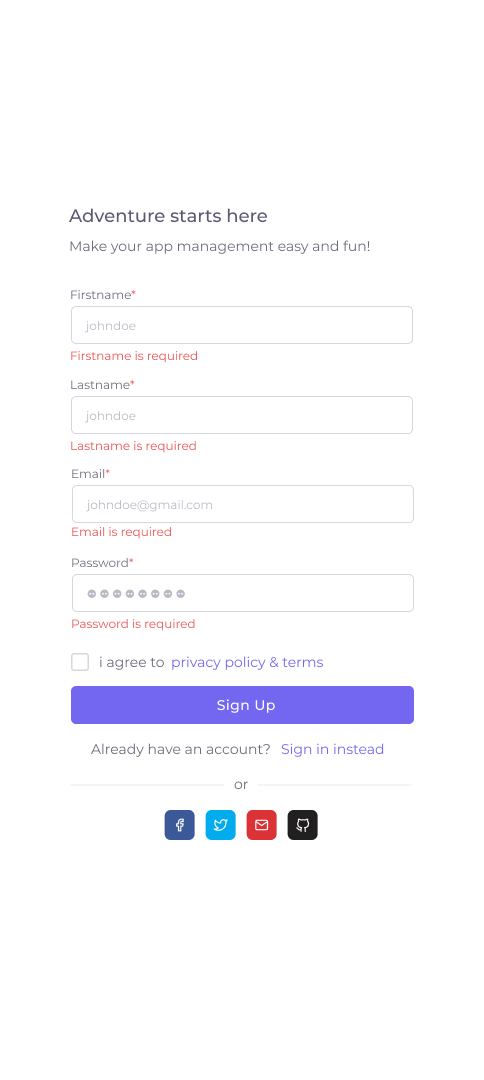 Adventure starts here
Make your app management easy and fun!
Firstname*
johndoe
Firstname is required
Lastname*
johndoe
Lastname is required
Email*
johndoe@gmail.com
Email is required
Password*
Password is required
i agree to privacy policy & terms
Sign Up
Already have an account? Sign in instead
or